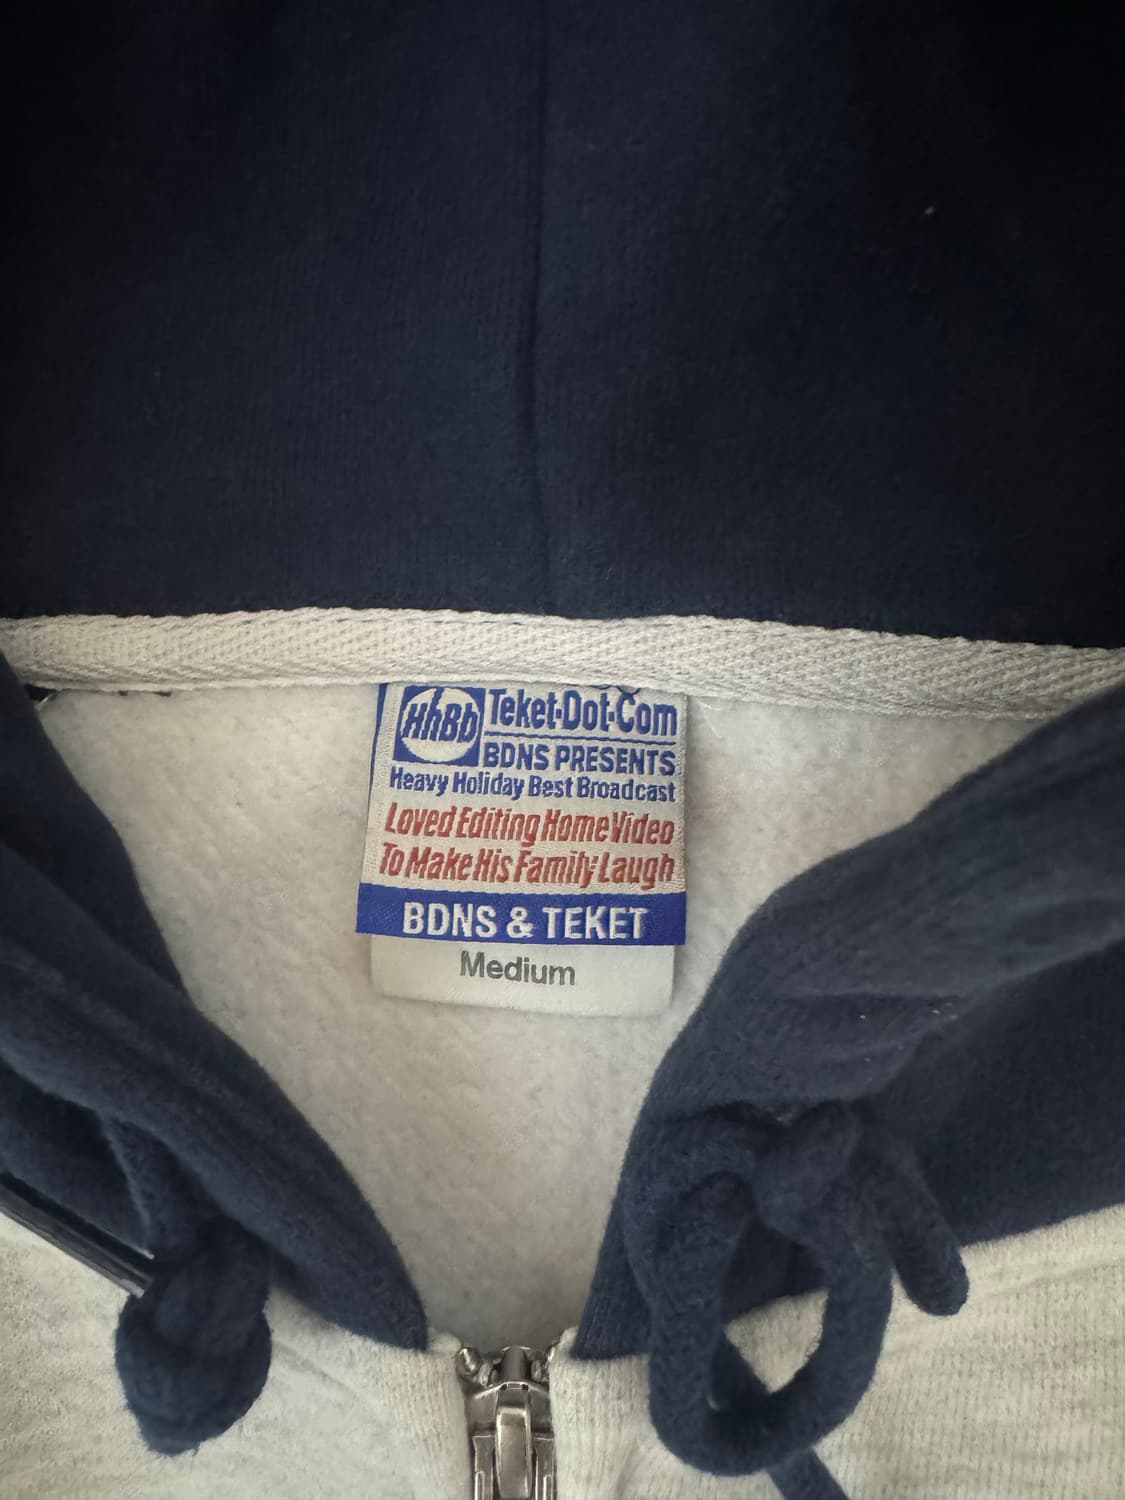 HhBb
Teket-Dot-Com
BDNS PRESENTS
Heavy Holiday Best Broadcast
Loved Editing Home Video
To Make His Family Laugh
BDNS & TEKET
Medium